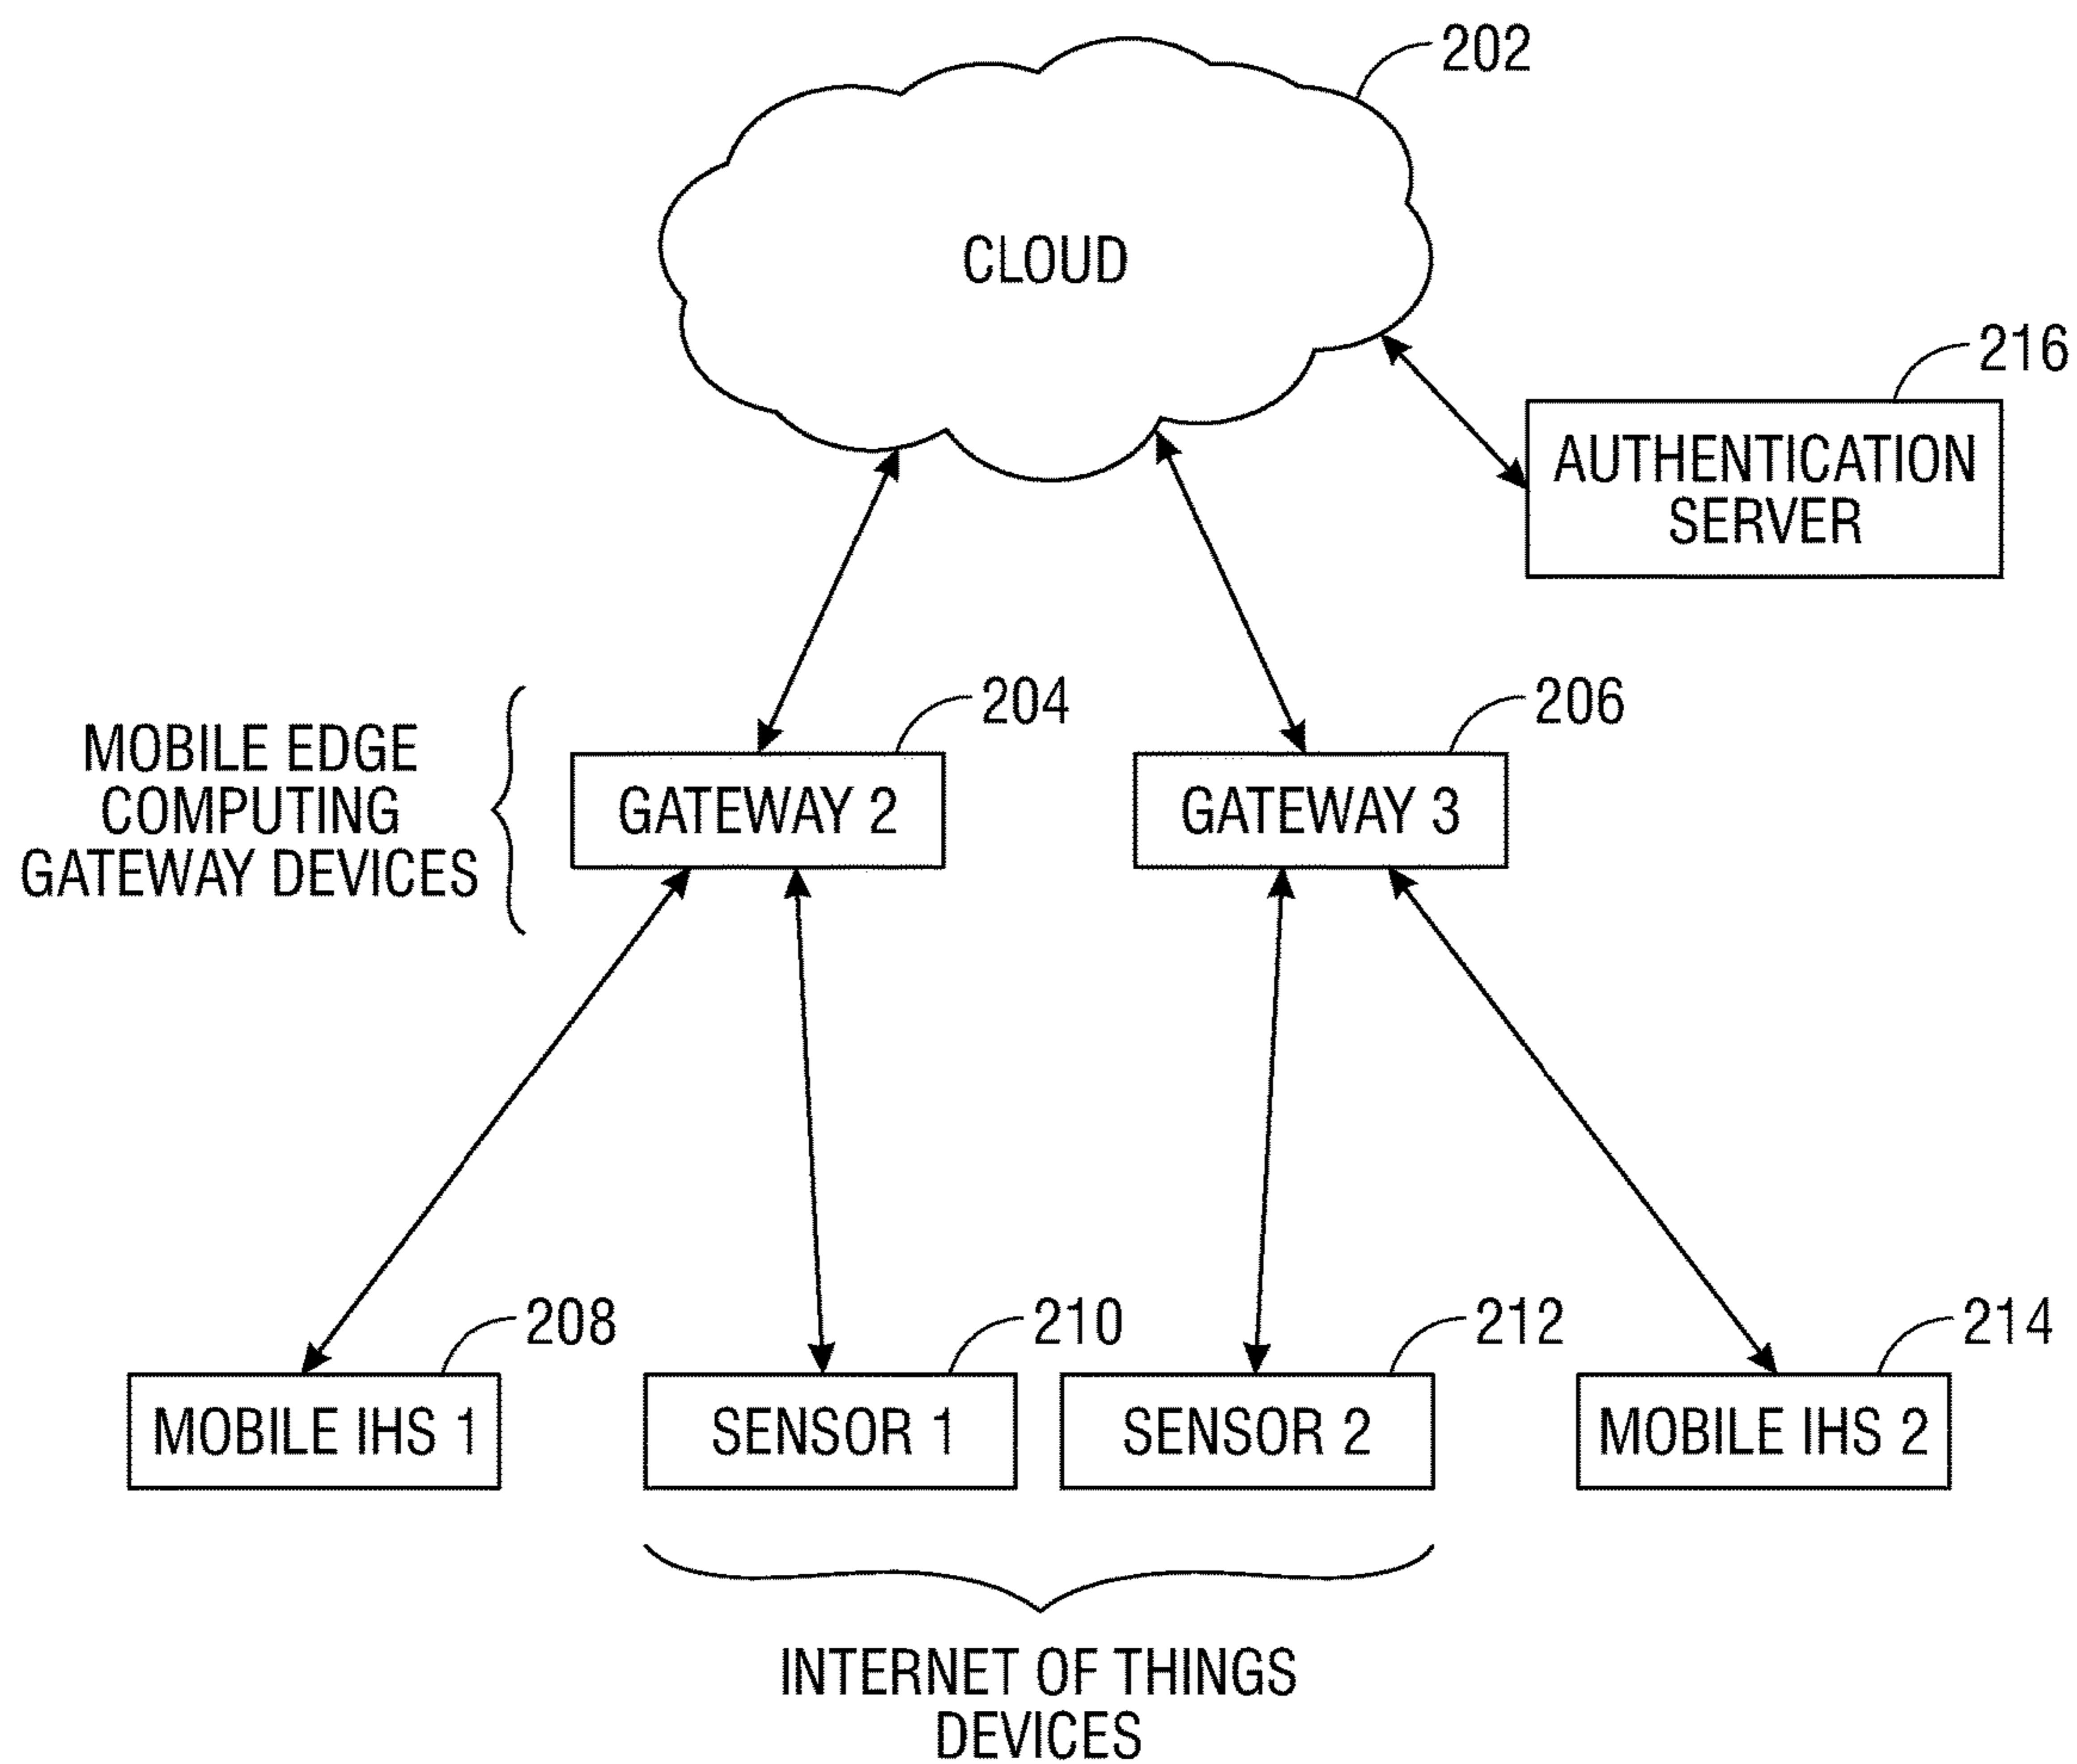 202
CLOUD
216
AUTHENTICATION
SERVER
204
206
MOBILE EDGE
COMPUTING
GATEWAY DEVICES
GATEWAY 2
GATEWAY 3
208
210
212
214
MOBILE IHS 1
SENSOR 1
SENSOR 2
MOBILE IHS 2
INTERNET OF THINGS
DEVICES